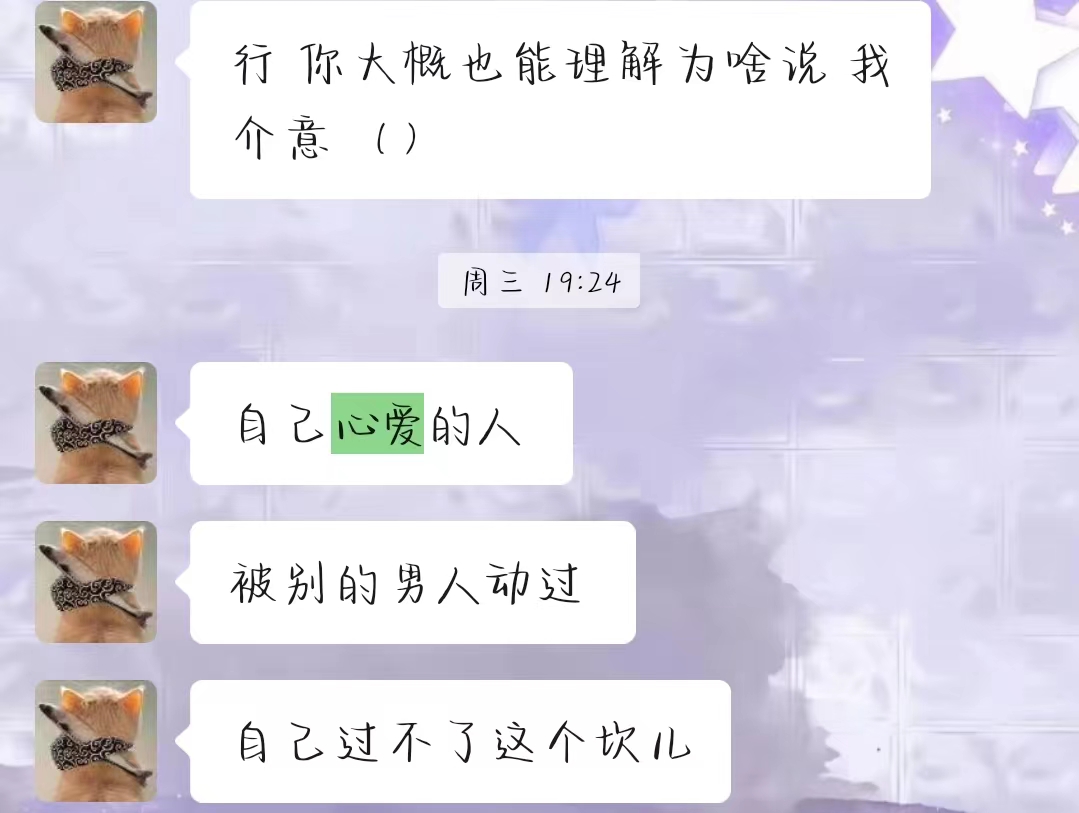 行 你大概也能理解为啥说 我
介意 （）
周三 19:24
自己心爱的人
被别的男人动过
自己过不了这个坎儿